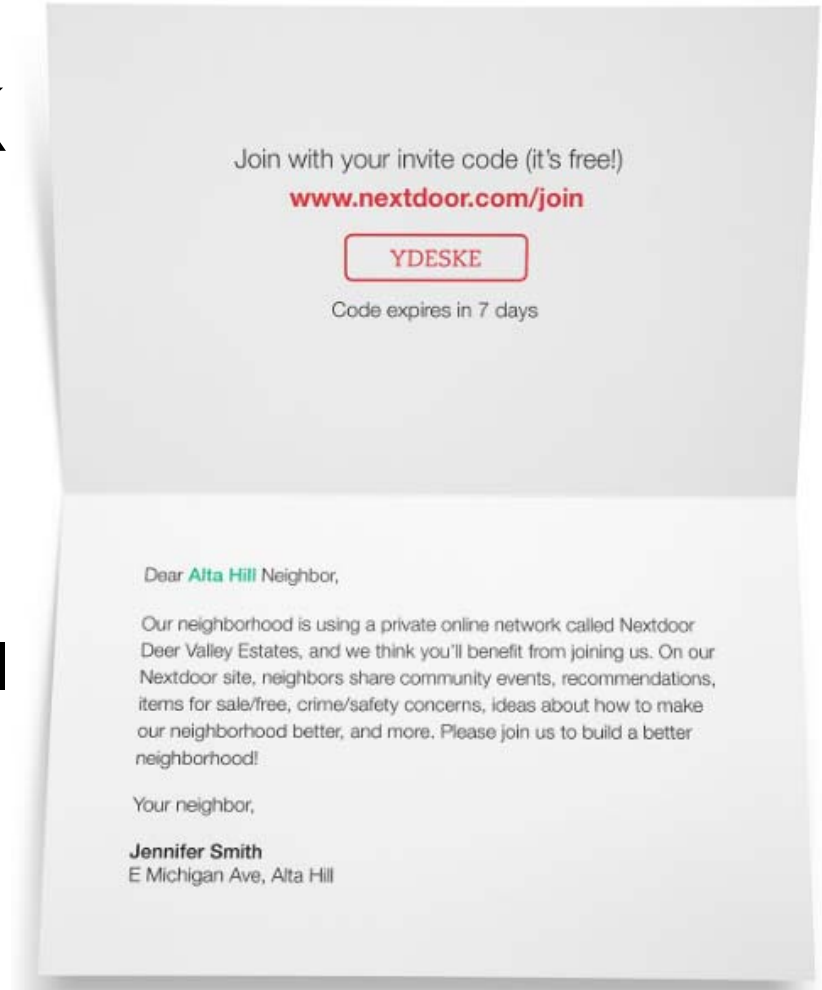 Join with your invite code (it's free!)
www.nextdoor.com/join
YDESKE
Code expires in 7 days
Dear Alta Hill Neighbor,
Our neighborhood is using a private online network called Nextdoor
Deer Valley Estates, and we think you'll benefit from joining us. On our
Nextdoor site, neighbors share community events, recommendations,
items for sale/free, crime/safety concerns, ideas about how to make
our neighborhood better, and more. Please join us to build a better
neighborhood!
Your neighbor,
Jennifer Smith
E Michigan Ave, Alta Hill